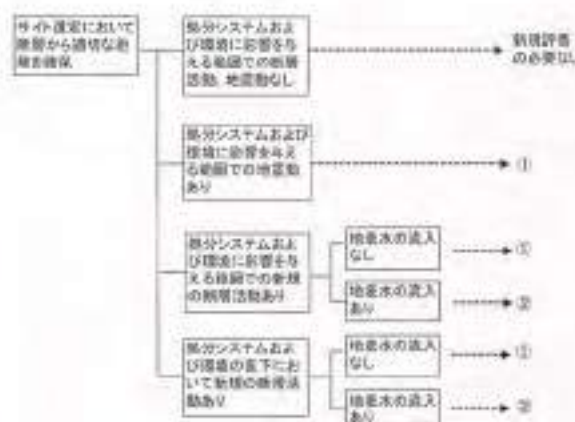 サイト選定において
断層から適切な距
離を確保
処分システムおよ
び環境に影響を与
える範囲での断層
活動、地震動なし
新規評価
の必要なし
処分システムおよび
環境に影響を与え
る範囲での地震動
あり
①
処分システムおよ
び環境に影響を与
える範囲での新規
の断層活動あり
地表水の流入
なし
①
地表水の流入
あり
②
処分システムおよ
び環境の直下にお
いて新規の断層活
動あり
地表水の流入
なし
①
地表水の流入
あり
②